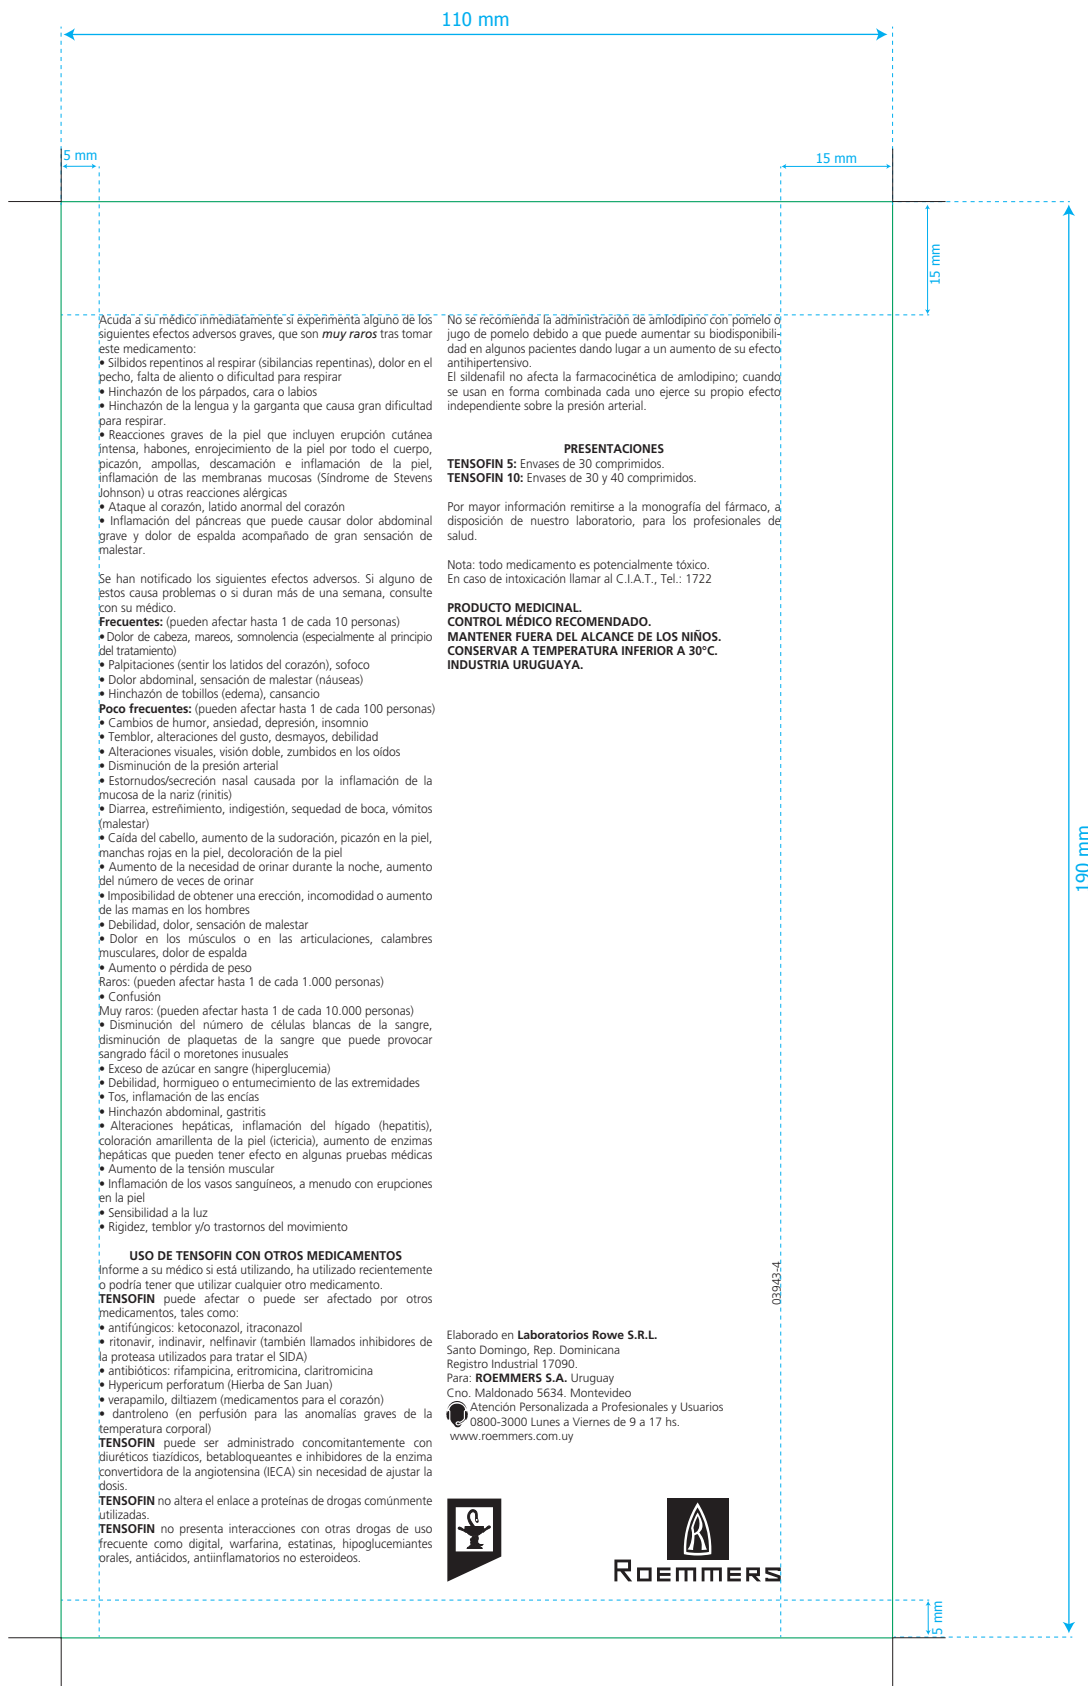 110 mm
5 mm
15 mm
15 mm
Acuda a su médico inmediatamente si experimenta alguno de los
siguientes efectos adversos graves, que son muy raros tras tomar
este medicamento:
• Silbidos repentinos al respirar (sibilancias repentinas), dolor en el
pecho, falta de aliento o dificultad para respirar
• Hinchazón de los párpados, cara o labios
• Hinchazón de la lengua y la garganta que causa gran dificultad
para respirar.
• Reacciones graves de la piel que incluyen erupción cutánea
intensa, habones, enrojecimiento de la piel por todo el cuerpo,
picazón, ampollas, descamación e inflamación de la piel,
inflamación de las membranas mucosas (Síndrome de Stevens
Johnson) u otras reacciones alérgicas
• Ataque al corazón, latido anormal del corazón
• Inflamación del páncreas que puede causar dolor abdominal
grave y dolor de espalda acompañado de gran sensación de
malestar.
Se han notificado los siguientes efectos adversos. Si alguno de
estos causa problemas o si duran más de una semana, consulte
con su médico.
Frecuentes: (pueden afectar hasta 1 de cada 10 personas)
• Dolor de cabeza, mareos, somnolencia (especialmente al principio
del tratamiento)
• Palpitaciones (sentir los latidos del corazón), sofoco
• Dolor abdominal, sensación de malestar (náuseas)
• Hinchazón de tobillos (edema), cansancio
Poco frecuentes: (pueden afectar hasta 1 de cada 100 personas)
• Cambios de humor, ansiedad, depresión, insomnio
• Temblor, alteraciones del gusto, desmayos, debilidad
• Alteraciones visuales, visión doble, zumbidos en los oídos
• Disminución de la presión arterial
• Estornudos/secreción nasal causada por la inflamación de la
mucosa de la nariz (rinitis)
• Diarrea, estreñimiento, indigestión, sequedad de boca, vómitos
(malestar)
• Caída del cabello, aumento de la sudoración, picazón en la piel,
manchas rojas en la piel, decoloración de la piel
• Aumento de la necesidad de orinar durante la noche, aumento
del número de veces de orinar
• Imposibilidad de obtener una erección, incomodidad o aumento
de las mamas en los hombres
• Debilidad, dolor, sensación de malestar
• Dolor en los músculos o en las articulaciones, calambres
musculares, dolor de espalda
• Aumento o pérdida de peso
Raros: (pueden afectar hasta 1 de cada 1.000 personas)
• Confusión
Muy raros: (pueden afectar hasta 1 de cada 10.000 personas)
• Disminución del número de células blancas de la sangre,
disminución de plaquetas de la sangre que puede provocar
sangrado fácil o moretones inusuales
• Exceso de azúcar en sangre (hiperglucemia)
• Debilidad, hormigueo o entumecimiento de las extremidades
• Tos, inflamación de las encías
• Hinchazón abdominal, gastritis
• Alteraciones hepáticas, inflamación del hígado (hepatitis),
coloración amarillenta de la piel (ictericia), aumento de enzimas
hepáticas que pueden tener efecto en algunas pruebas médicas
• Aumento de la tensión muscular
• Inflamación de los vasos sanguíneos, a menudo con erupciones
en la piel
• Sensibilidad a la luz
• Rigidez, temblor y/o trastornos del movimiento
USO DE TENSOFIN CON OTROS MEDICAMENTOS
Informe a su médico si está utilizando, ha utilizado recientemente
o podría tener que utilizar cualquier otro medicamento.
TENSOFIN puede afectar o puede ser afectado por otros
medicamentos, tales como:
• antifúngicos: ketoconazol, itraconazol
• ritonavir, indinavir, nelfinavir (también llamados inhibidores de
la proteasa utilizados para tratar el SIDA)
• antibióticos: rifampicina, eritromicina, claritromicina
• Hypericum perforatum (Hierba de San Juan)
• verapamilo, diltiazem (medicamentos para el corazón)
• dantroleno (en perfusión para las anomalías graves de la
temperatura corporal)
TENSOFIN puede ser administrado concomitantemente con
diuréticos tiazídicos, betabloqueantes e inhibidores de la enzima
convertidora de la angiotensina (IECA) sin necesidad de ajustar la
dosis.
TENSOFIN no altera el enlace a proteínas de drogas comúnmente
utilizadas.
TENSOFIN no presenta interacciones con otras drogas de uso
frecuente como digital, warfarina, estatinas, hipoglucemiantes
orales, antiácidos, antiinflamatorios no esteroideos.
No se recomienda la administración de amlodipino con pomelo o
jugo de pomelo debido a que puede aumentar su biodisponibili-
dad en algunos pacientes dando lugar a un aumento de su efecto
antihipertensivo.
El sildenafil no afecta la farmacocinética de amlodipino; cuando
se usan en forma combinada cada uno ejerce su propio efecto
independiente sobre la presión arterial.
PRESENTACIONES
TENSOFIN 5: Envases de 30 comprimidos.
TENSOFIN 10: Envases de 30 y 40 comprimidos.
Por mayor información remitirse a la monografía del fármaco, a
disposición de nuestro laboratorio, para los profesionales de
salud.
Nota: todo medicamento es potencialmente tóxico.
En caso de intoxicación llamar al C.I.A.T., Tel.: 1722
PRODUCTO MEDICINAL.
CONTROL MÉDICO RECOMENDADO.
MANTENER FUERA DEL ALCANCE DE LOS NIÑOS.
CONSERVAR A TEMPERATURA INFERIOR A 30°C.
INDUSTRIA URUGUAYA.
03943-4
Elaborado en Laboratorios Rowe S.R.L.
Santo Domingo, Rep. Dominicana
Registro Industrial 17090.
Para: ROEMMERS S.A. Uruguay
Cno. Maldonado 5634. Montevideo
Atención Personalizada a Profesionales y Usuarios
0800-3000 Lunes a Viernes de 9 a 17 hs.
www.roemmers.com.uy
R
ROEMMERS
190 mm
5 mm